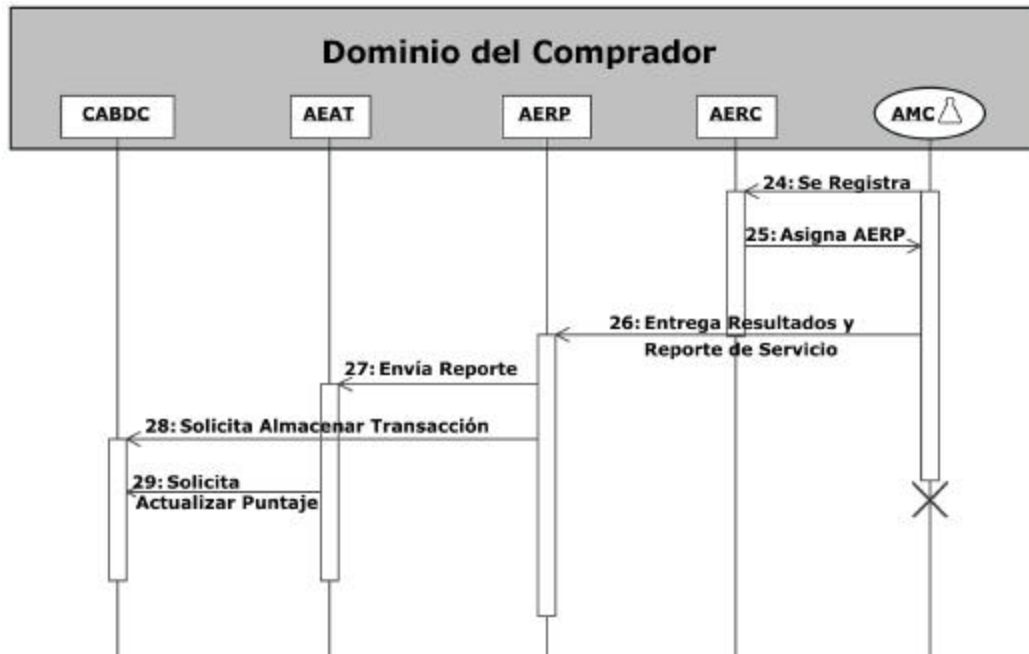 Dominio del Comprador
CABDC
AEAT
AERP
AERC
AMC
24: Se Registra
25: Asigna AERP
26: Entrega Resultados y
Reporte de Servicio
27: Envía Reporte
28: Solicita Almacenar Transacción
29: Solicita
Actualizar Puntaje